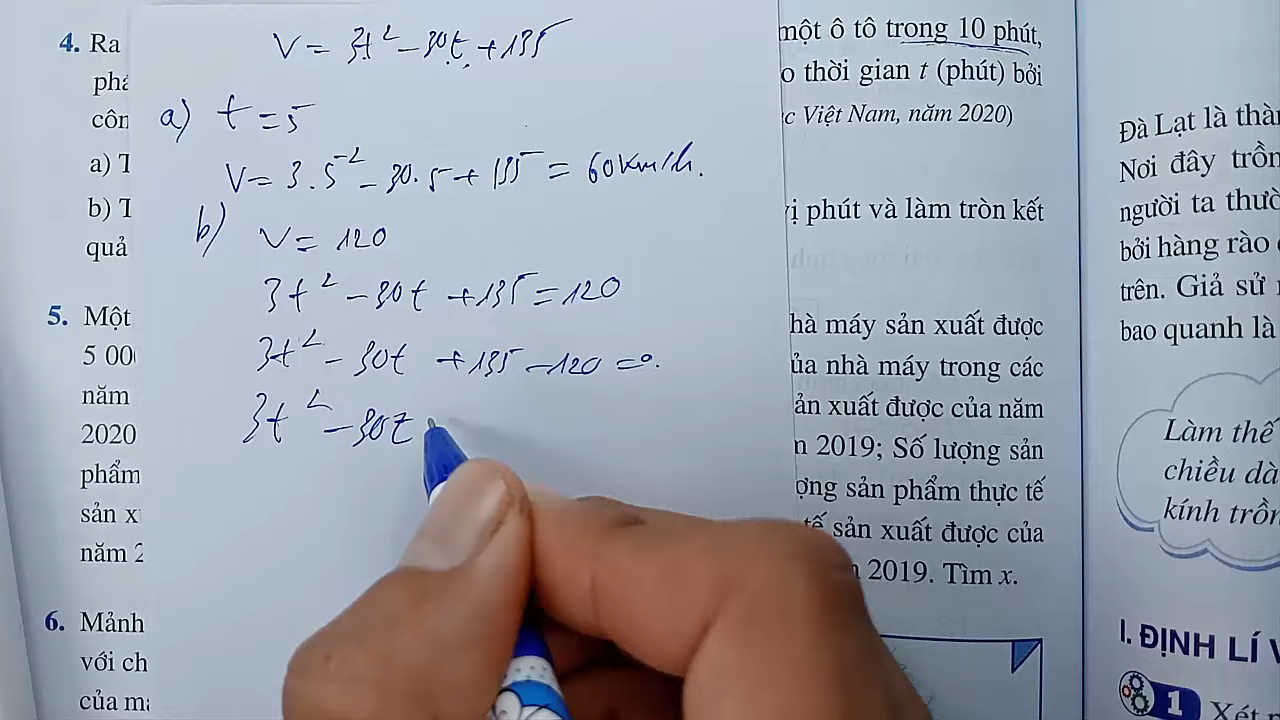 4. Ra
phá
côn
a) T
b) T
quả
5. Một
5 00
năm
2020
phẩm
sản x
năm 2
6. Mảnh
với ch
của m
V = 3t² - 30t + 135
a) t = 5
V = 3.5² - 30.5 + 135 = 60 km/h.
b) V = 120
3t² - 30t + 135 = 120
3t² - 30t + 135 - 120 = 0.
3t² - 30t
một ô tô trong 10 phút,
o thời gian t (phút) bởi
c Việt Nam, năm 2020)
vị phút và làm tròn kết
hà máy sản xuất được
ủa nhà máy trong các
ản xuất được của năm
n 2019; Số lượng sản
ợng sản phẩm thực tế
tế sản xuất được của
2019. Tìm x.
Đà Lạt là thàn
Nơi đây trồn
người ta thườ
bởi hàng rào
trên. Giả sử
bao quanh là
Làm thế
chiều dà
kính trồn
I. ĐỊNH LÍ V
1 Xét